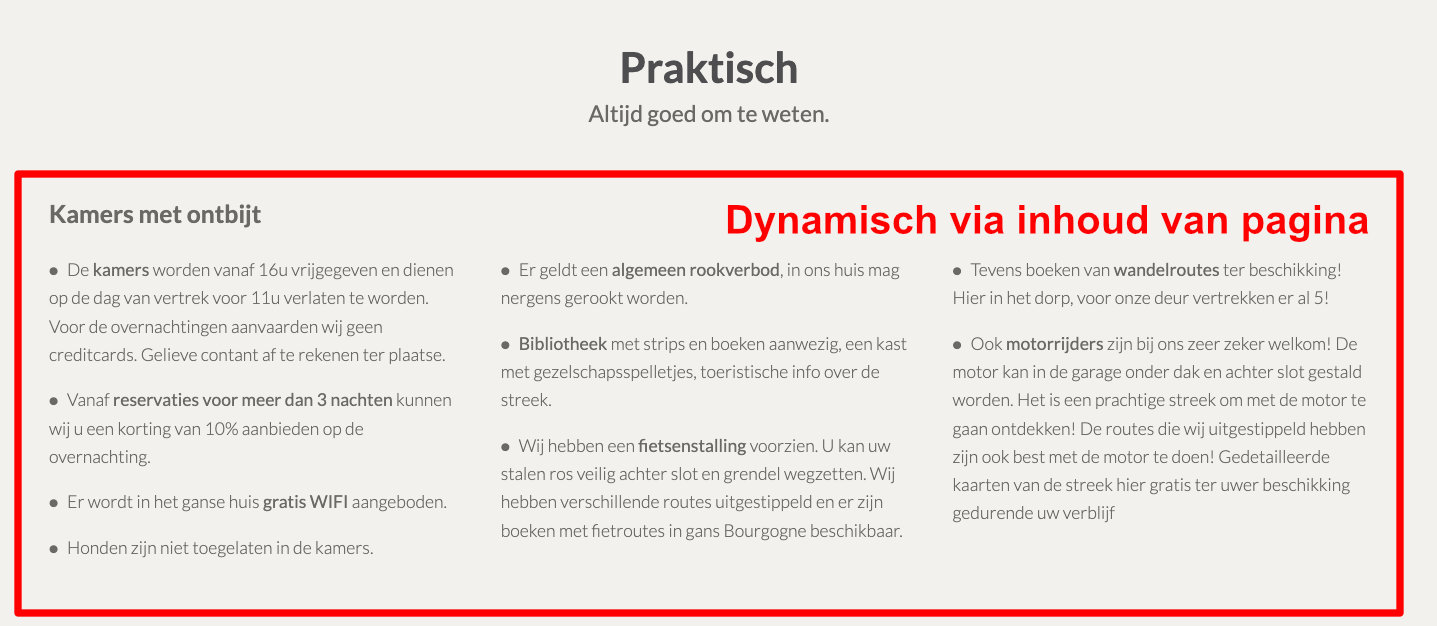 Praktisch
Altijd goed om te weten.
Kamers met ontbijt
Dynamisch via inhoud van pagina
● De kamers worden vanaf 16u vrijgegeven en dienen
op de dag van vertrek voor 11u verlaten te worden.
Voor de overnachtingen aanvaarden wij geen
creditcards. Gelieve contant af te rekenen ter plaatse.
● Vanaf reservaties voor meer dan 3 nachten kunnen
wij u een korting van 10% aanbieden op de
overnachting.
● Er wordt in het ganse huis gratis WIFI aangeboden.
● Honden zijn niet toegelaten in de kamers.
● Er geldt een algemeen rookverbod, in ons huis mag
nergens gerookt worden.
● Bibliotheek met strips en boeken aanwezig, een kast
met gezelschapsspelletjes, toeristische info over de
streek.
● Wij hebben een fietsenstalling voorzien. U kan uw
stalen ros veilig achter slot en grendel wegzetten. Wij
hebben verschillende routes uitgestippeld en er zijn
boeken met fietroutes in gans Bourgogne beschikbaar.
● Tevens boeken van wandelroutes ter beschikking!
Hier in het dorp, voor onze deur vertrekken er al 5!
● Ook motorrijders zijn bij ons zeer zeker welkom! De
motor kan in de garage onder dak en achter slot gestald
worden. Het is een prachtige streek om met de motor te
gaan ontdekken! De routes die wij uitgestippeld hebben
zijn ook best met de motor te doen! Gedetailleerde
kaarten van de streek hier gratis ter uwer beschikking
gedurende uw verblijf